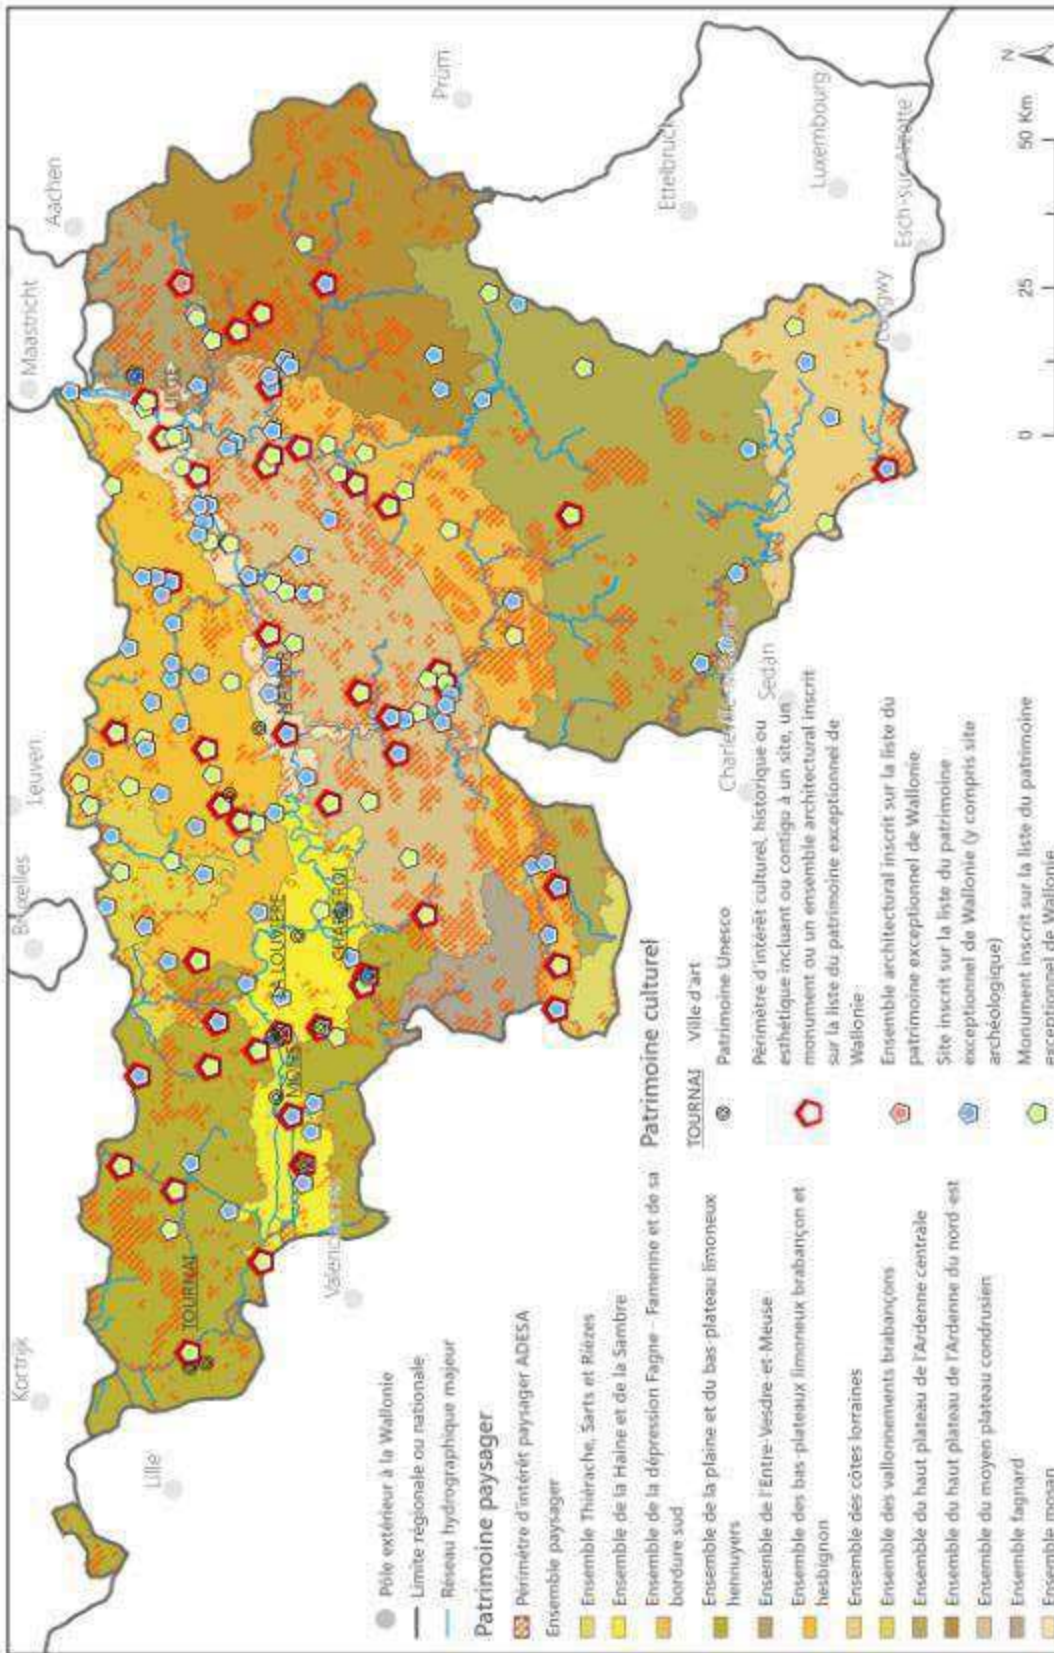 Kortrijk
Lille
Bruxelles
Leuven
Maastricht
Aachen
Prüm
TOURNAI
MONS
LA LOUVIÈRE
CHARLEROI
NAMUR
LIÈGE
Sedan
Ettelbruck
Luxembourg
Esch-sur-Alzette
Longwy
Pôle extérieur à la Wallonie
Limite régionale ou nationale
Réseau hydrographique majeur
Patrimoine paysager
Périmètre d'intérêt paysager ADESA
Ensemble paysager
Ensemble Thiérache, Sarts et Rièzes
Ensemble de la Haine et de la Sambre
Ensemble de la dépression Fagne - Famenne et de sa
bordure sud
Ensemble de la plaine et du bas plateau limoneux
hennuyers
Ensemble de l'Entre-Vesdre-et-Meuse
Ensemble des bas-plateaux limoneux brabançon et
hesbignon
Ensemble des côtes lorraines
Ensemble des vallonnements brabançons
Ensemble du haut plateau de l'Ardenne centrale
Ensemble du haut plateau de l'Ardenne du nord-est
Ensemble du moyen plateau condrusien
Ensemble fagnard
Ensemble mosan
Patrimoine culturel
TOURNAI Ville d'art
Patrimoine Unesco
Périmètre d'intérêt culturel, historique ou
esthétique incluant ou contigu à un site, un
monument ou un ensemble architectural inscrit
sur la liste du patrimoine exceptionnel de
Wallonie
Ensemble architectural inscrit sur la liste du
patrimoine exceptionnel de Wallonie
Site inscrit sur la liste du patrimoine
exceptionnel de Wallonie (y compris site
archéologique)
Monument inscrit sur la liste du patrimoine
exceptionnel de Wallonie
0 25 50 Km
N